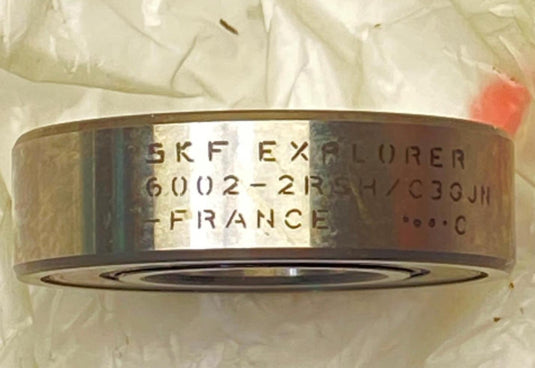 SKF EXPLORER
6002-2RSH/C3GJN
-FRANCE ••••C